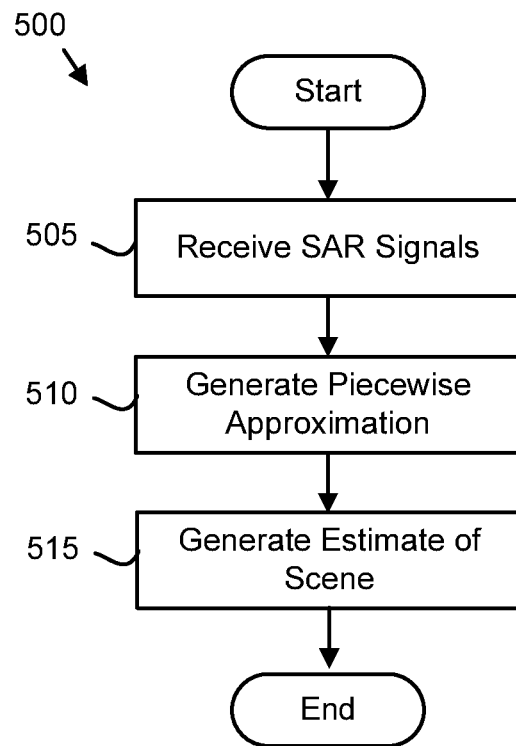 500
Start
505
Receive SAR Signals
510
Generate Piecewise
Approximation
515
Generate Estimate of
Scene
End